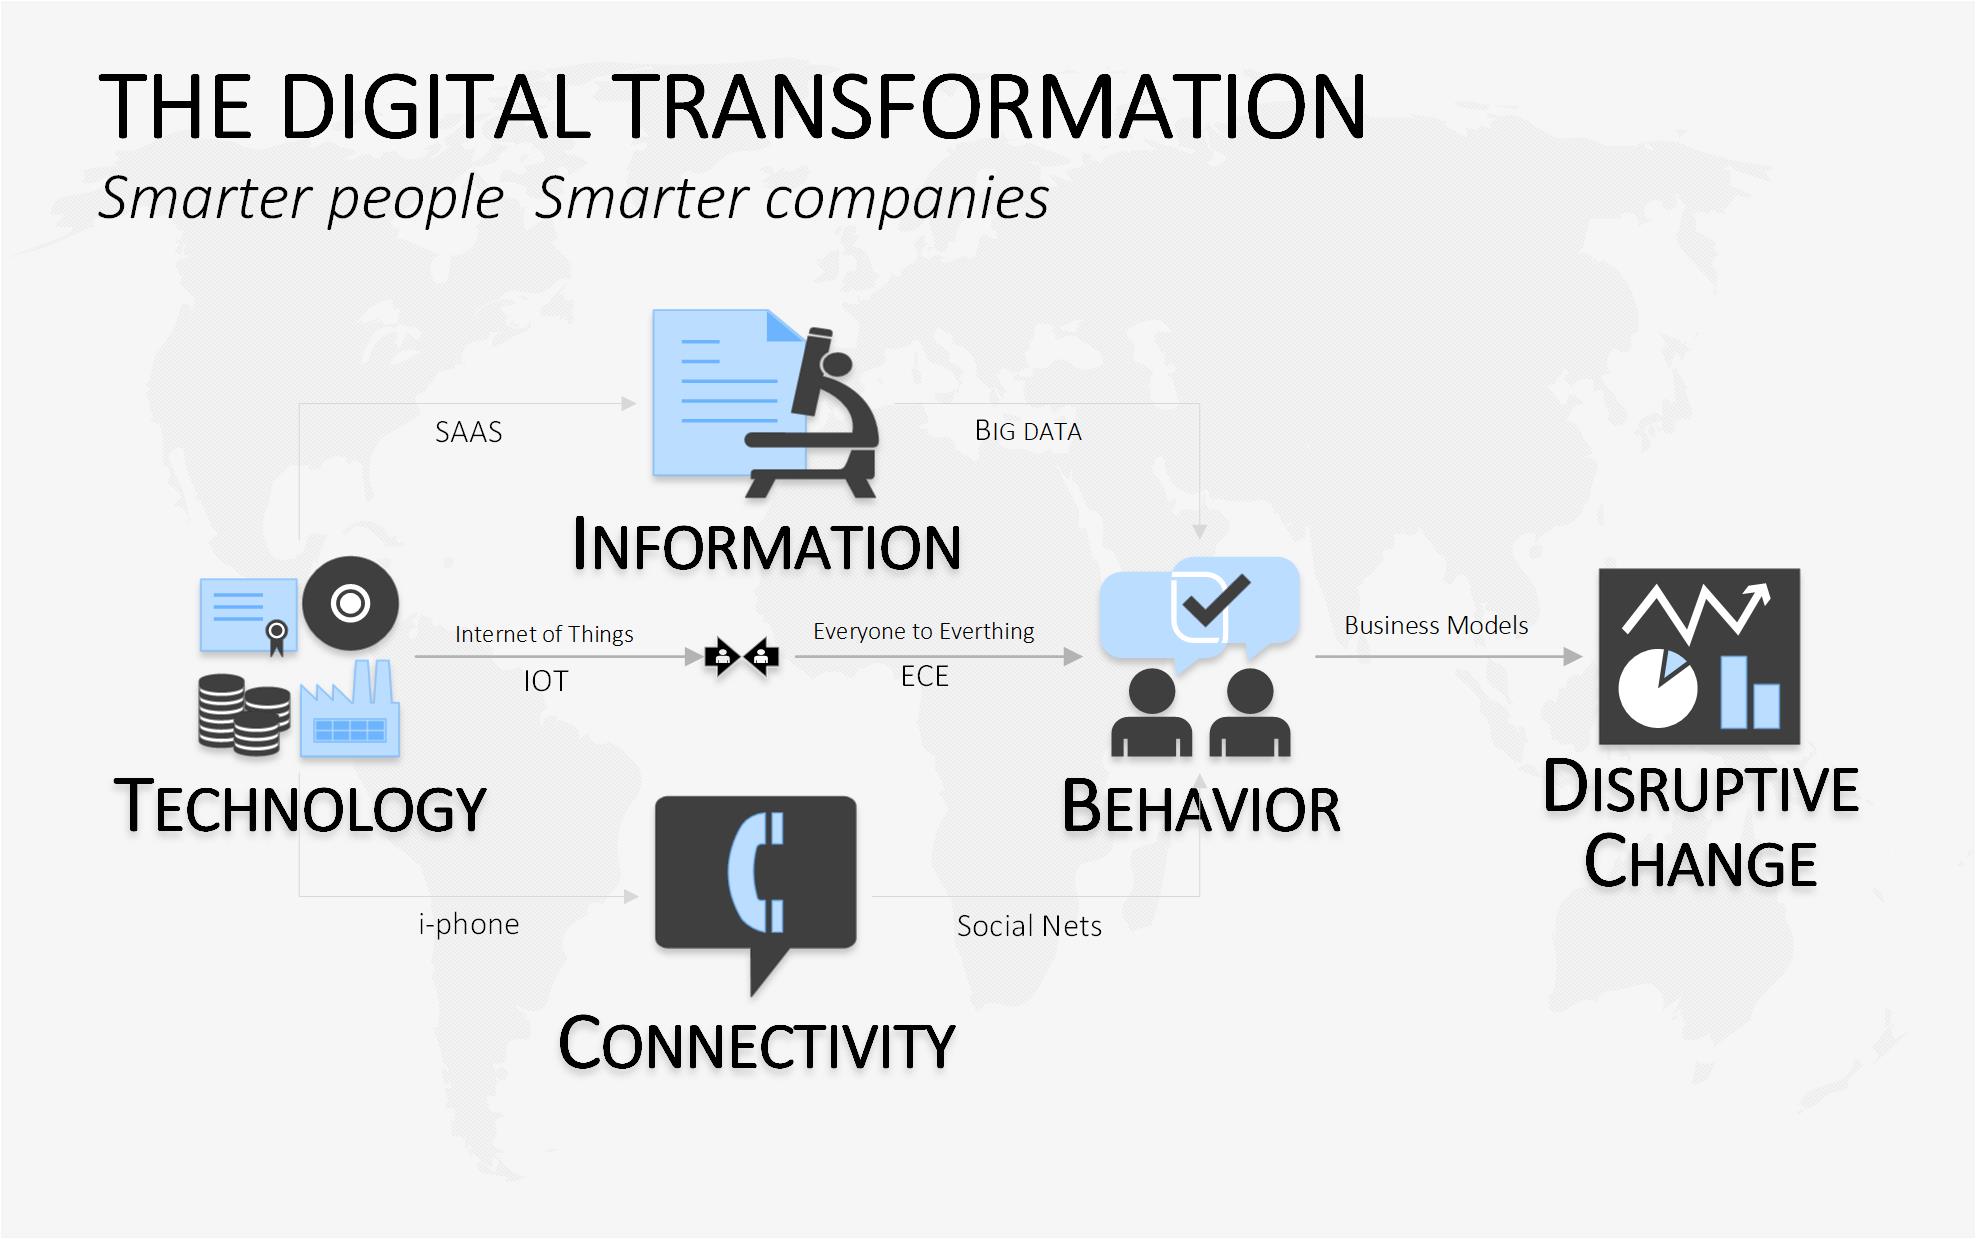 THE DIGITAL TRANSFORMATION
Smarter people  Smarter companies
SAAS
BIG DATA
INFORMATION
Internet of Things
IOT
Everyone to Everthing
ECE
Business Models
TECHNOLOGY
BEHAVIOR
DISRUPTIVE
CHANGE
i-phone
Social Nets
CONNECTIVITY